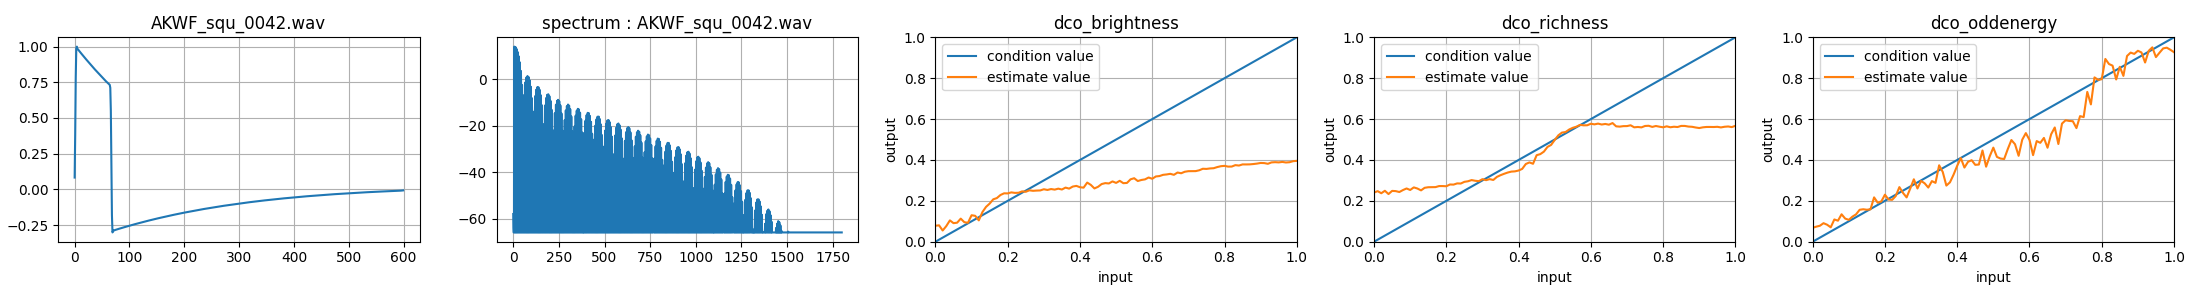 AKWF_squ_0042.wav
1.00
0.75
0.50
0.25
0.00
−0.25
0 100 200 300 400 500 600
spectrum : AKWF_squ_0042.wav
0
−20
−40
−60
0 250 500 750 1000 1250 1500 1750
dco_brightness
condition value
estimate value
output
1.0
0.8
0.6
0.4
0.2
0.0
0.0 0.2 0.4 0.6 0.8 1.0
input
dco_richness
condition value
estimate value
output
1.0
0.8
0.6
0.4
0.2
0.0
0.0 0.2 0.4 0.6 0.8 1.0
input
dco_oddenergy
condition value
estimate value
output
1.0
0.8
0.6
0.4
0.2
0.0
0.0 0.2 0.4 0.6 0.8 1.0
input